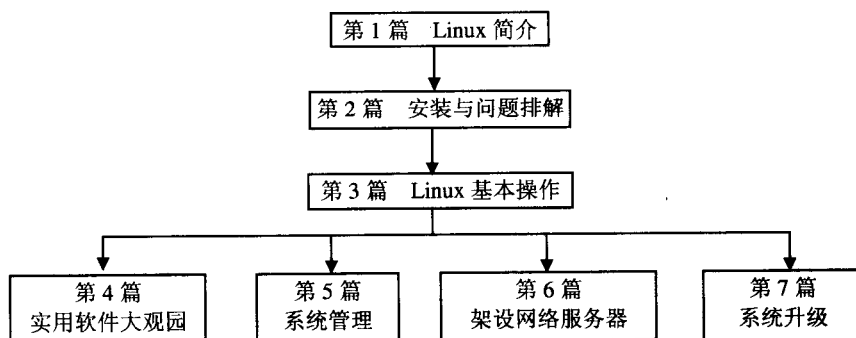 第 1 篇 Linux 简介
第 2 篇 安装与问题排解
第 3 篇 Linux 基本操作
第 4 篇
实用软件大观园
第 5 篇
系统管理
第 6 篇
架设网络服务器
第 7 篇
系统升级